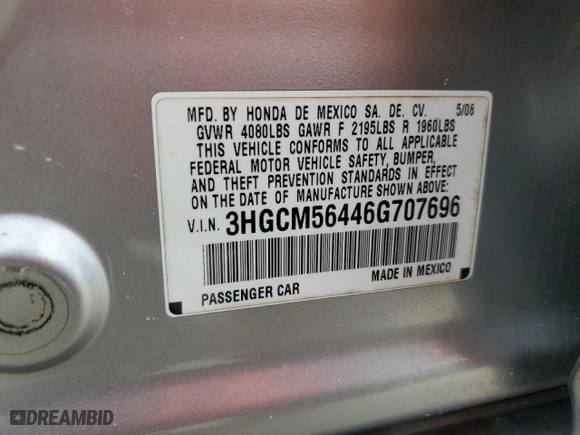 MFD. BY HONDA DE MEXICO SA. DE. CV. 5/06
GVWR 4080LBS GAWR F 2195LBS R 1960LBS
THIS VEHICLE CONFORMS TO ALL APPLICABLE
FEDERAL MOTOR VEHICLE SAFETY, BUMPER,
AND THEFT PREVENTION STANDARDS IN EFFECT
ON THE DATE OF MANUFACTURE SHOWN ABOVE:
V.I.N. 3HGCM56446G707696
PASSENGER CAR MADE IN MEXICO
DREAMBID